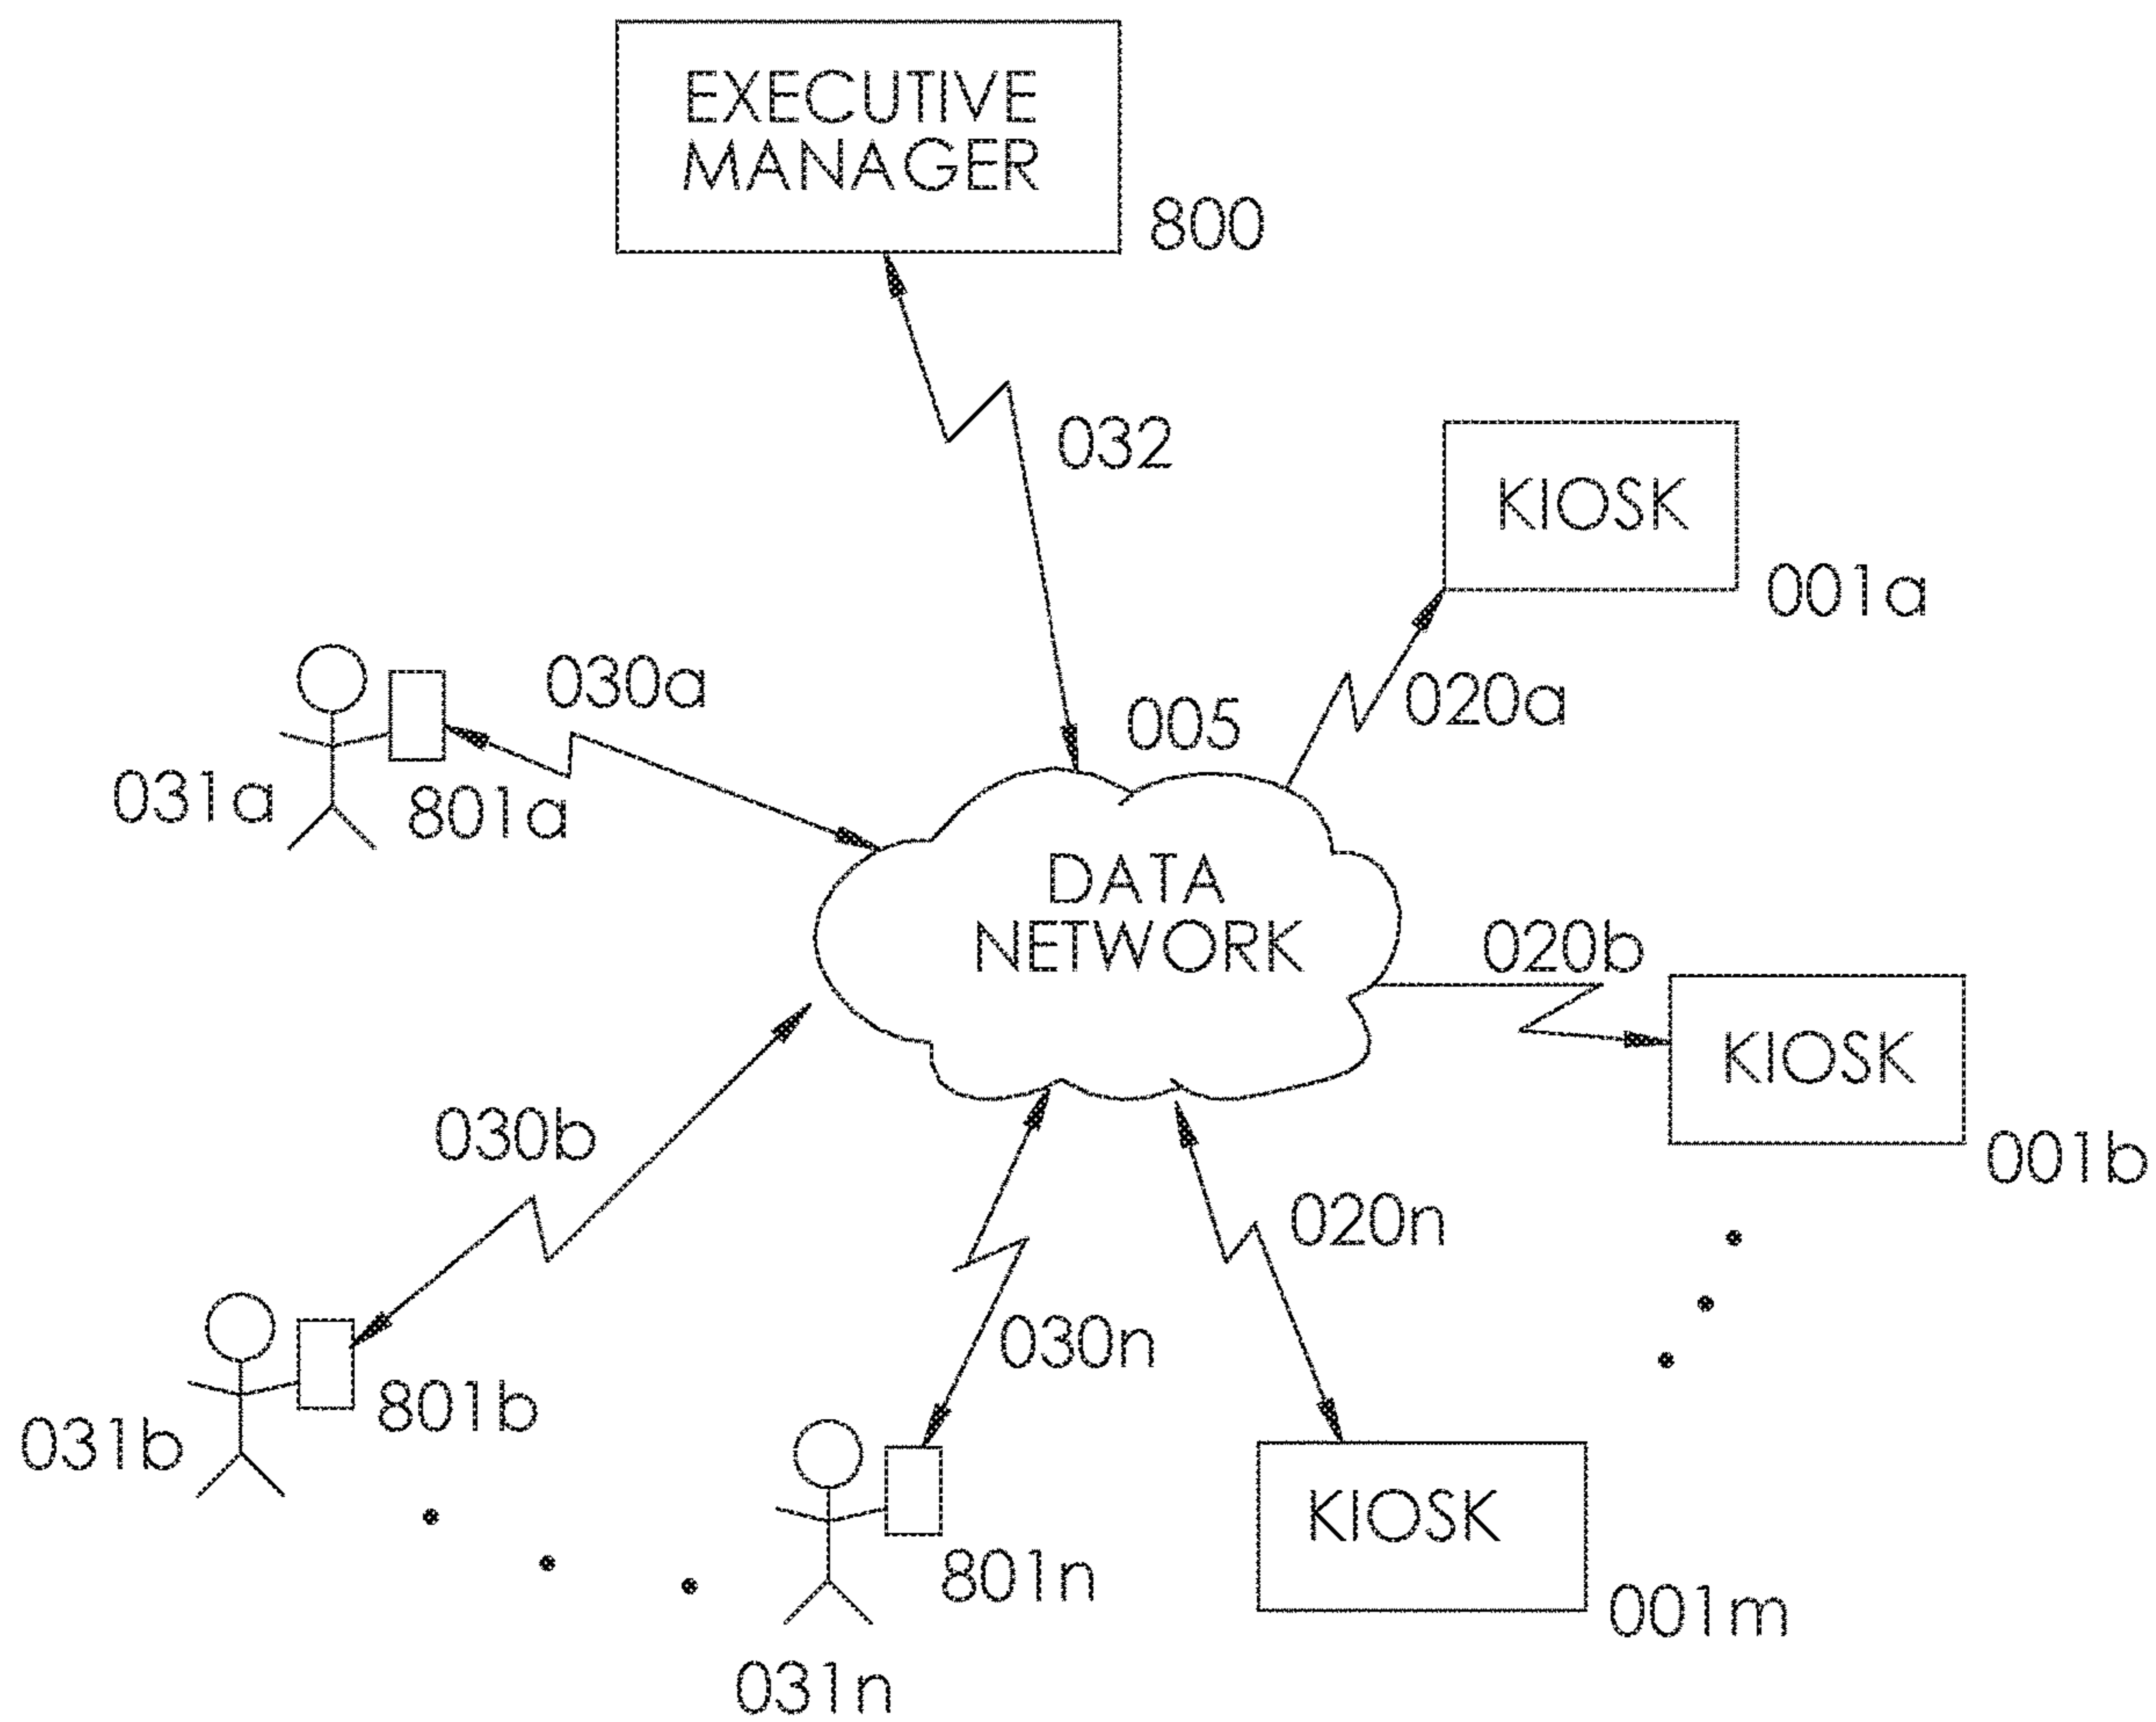 EXECUTIVE
MANAGER
800
032
KIOSK
001a
020a
030a
005
031a
801a
DATA
NETWORK
020b
KIOSK
001b
030b
020n
030n
801b
031b
KIOSK
801n
001m
031n